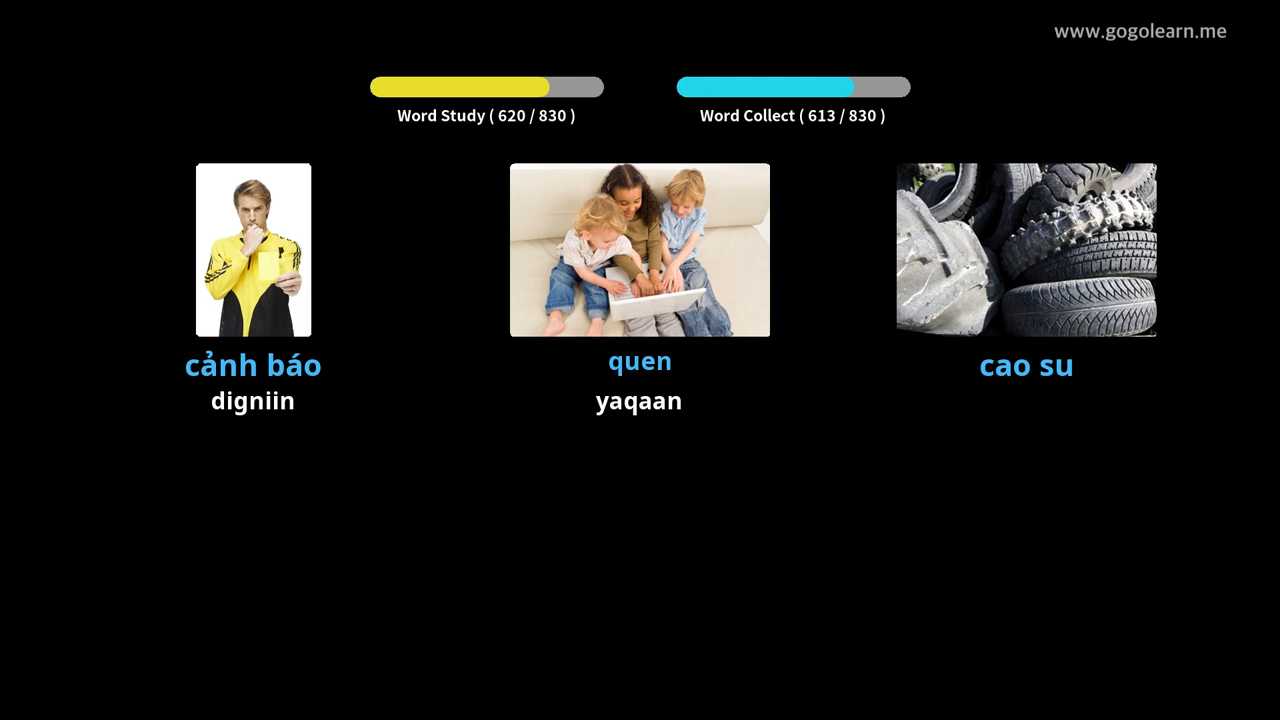 www.gogolearn.me
Word Study ( 620 / 830 )
Word Collect ( 613 / 830 )
cảnh báo
digniin
quen
yaqaan
cao su